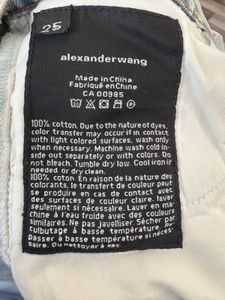 25
alexanderwang
Made in China
Fabriqué en Chine
CA 00985
100% cotton. Due to the nature of dyes,
color transfer may occur if in contact
with light colored surfaces, wash only
when necessary. Machine wash cold in-
side out separately or with similar colors. Do
not bleach. Tumble dry low. Cool iron if
needed or dry clean.
100% coton. En raison de la nature des
colorants, le transfert de couleur peut
se produire au contact avec des
surfaces de couleur claire, laver
seulement si nécessaire. Laver en ma-
chine à l'eau froide avec des couleurs
similaires. Ne pas javelliser. Sécher par
culbutage à basse température.
Passer à basse température si néces-
saire. Ou nettoyer à sec.